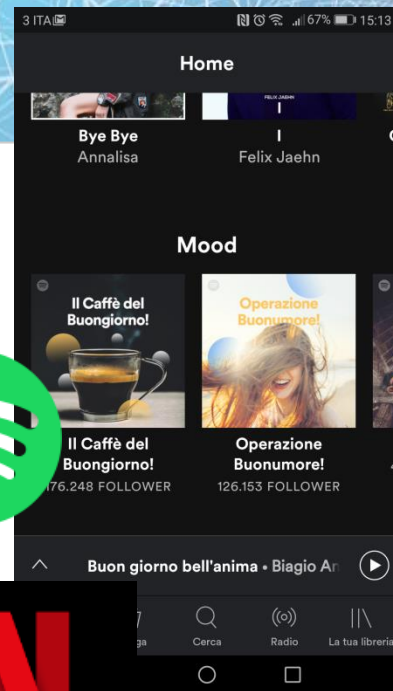 3 ITA
67% 15:13
Home
FELIX JAEHN
I
Bye Bye
I
Annalisa
Felix Jaehn
Mood
Il Caffè del
Buongiorno!
Operazione
Buonumore!
Il Caffè del
Buongiorno!
Operazione
Buonumore!
176.248 FOLLOWER
126.153 FOLLOWER
Buon giorno bell'anima • Biagio An
ga
Cerca
Radio
La tua libreria